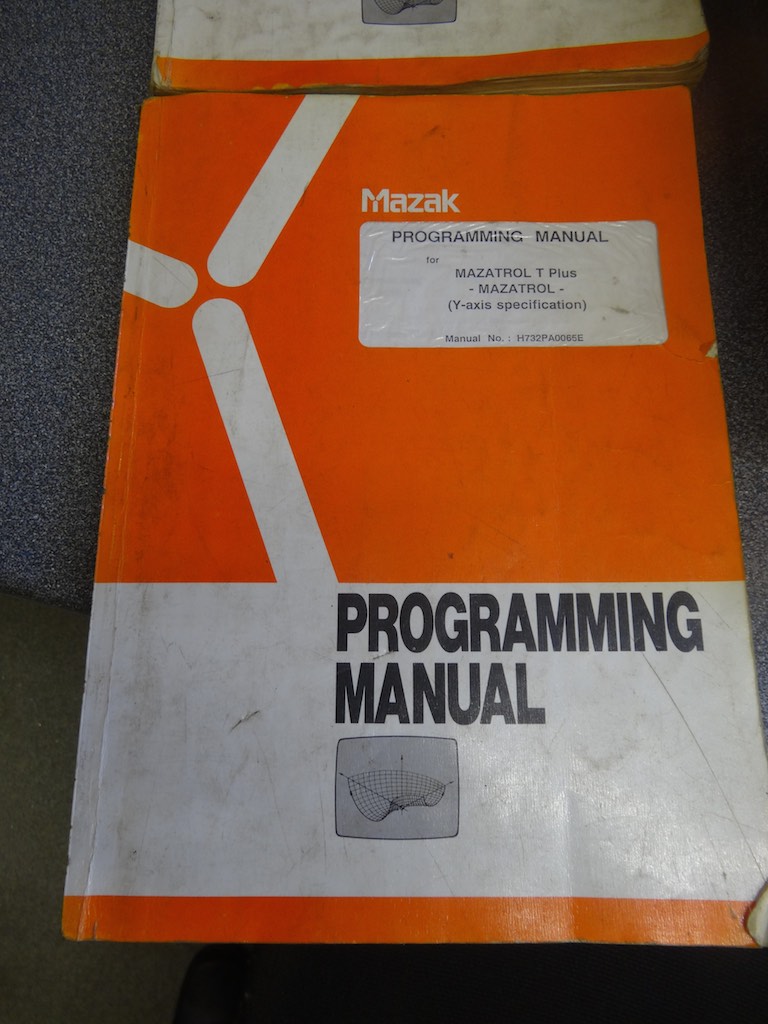 Mazak
PROGRAMMING MANUAL
for
MAZATROL T Plus
- MAZATROL -
(Y-axis specification)
Manual No. : H732PA0065E
PROGRAMMING
MANUAL